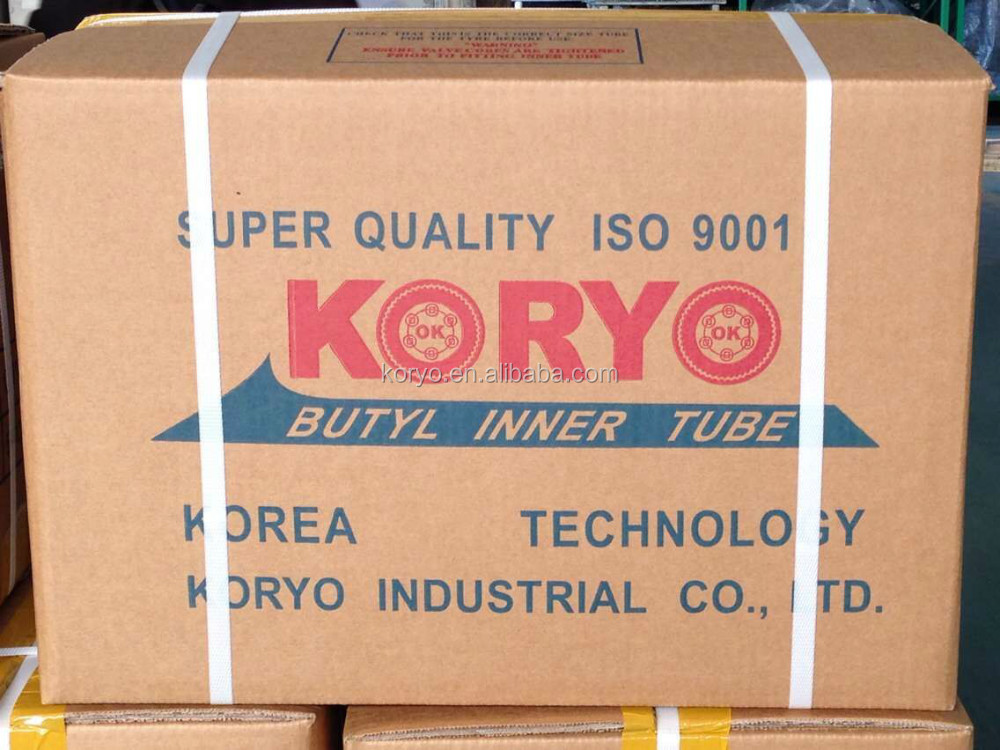 CHECK THAT THIS IS THE CORRECT SIZE TUBE
FOR THE TYRE BEFORE USE
"WARNING"
ENSURE VALVE CORES ARE TIGHTENED
PRIOR TO FITTING INNER TUBE
SUPER QUALITY ISO 9001
KORYO
OK OK
koryo.en.alibaba.com
BUTYL INNER TUBE
KOREA TECHNOLOGY
KORYO INDUSTRIAL CO., LTD.